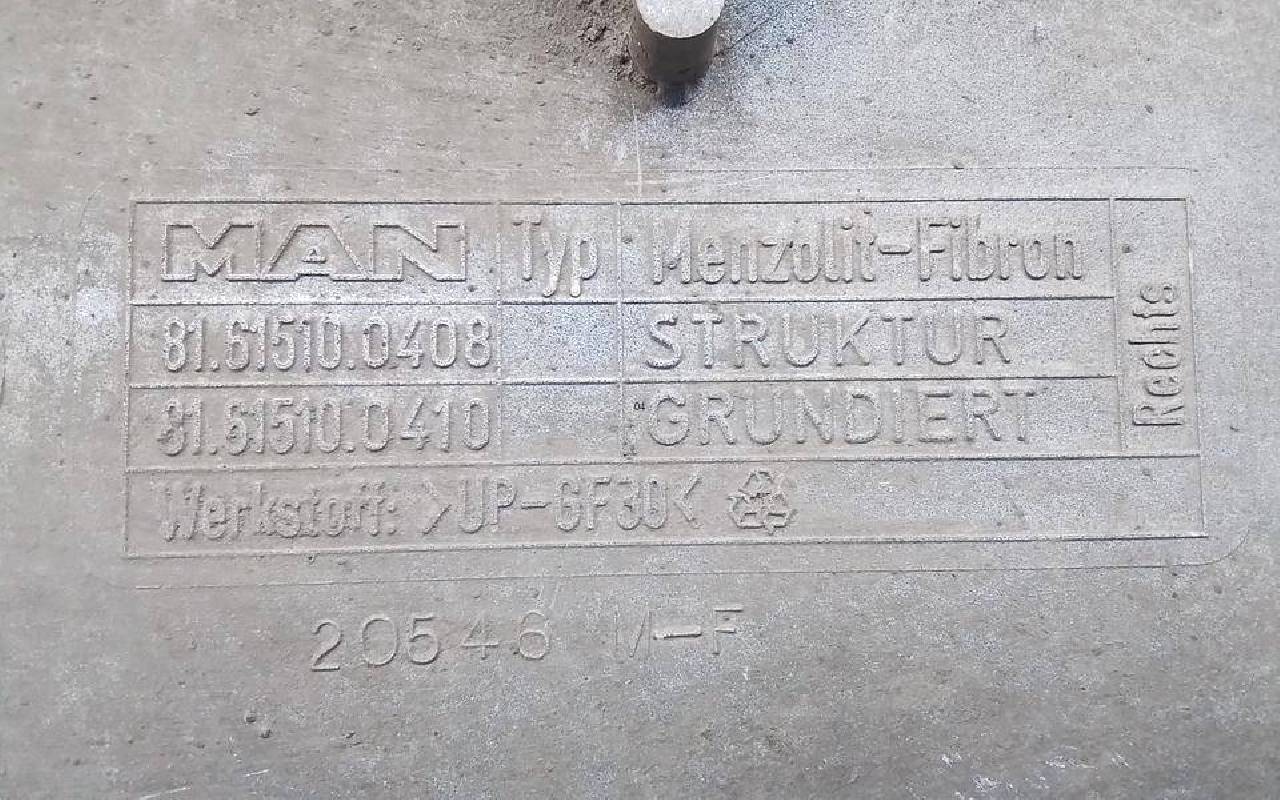 MAN Typ Menzolit-Fibron
81.61510.0408 STRUKTUR
81.61510.0410 GRUNDIERT
Rechts
Werkstoff: >UP-GF30<
20546 M-F